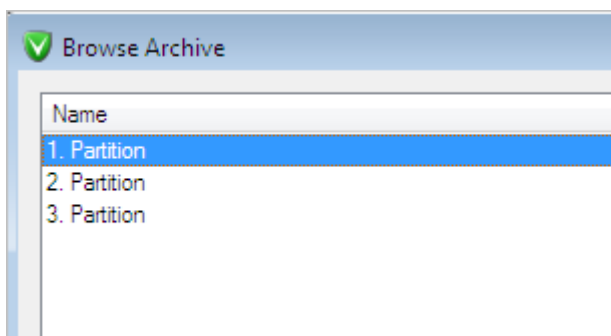 Browse Archive
Name
1. Partition
2. Partition
3. Partition